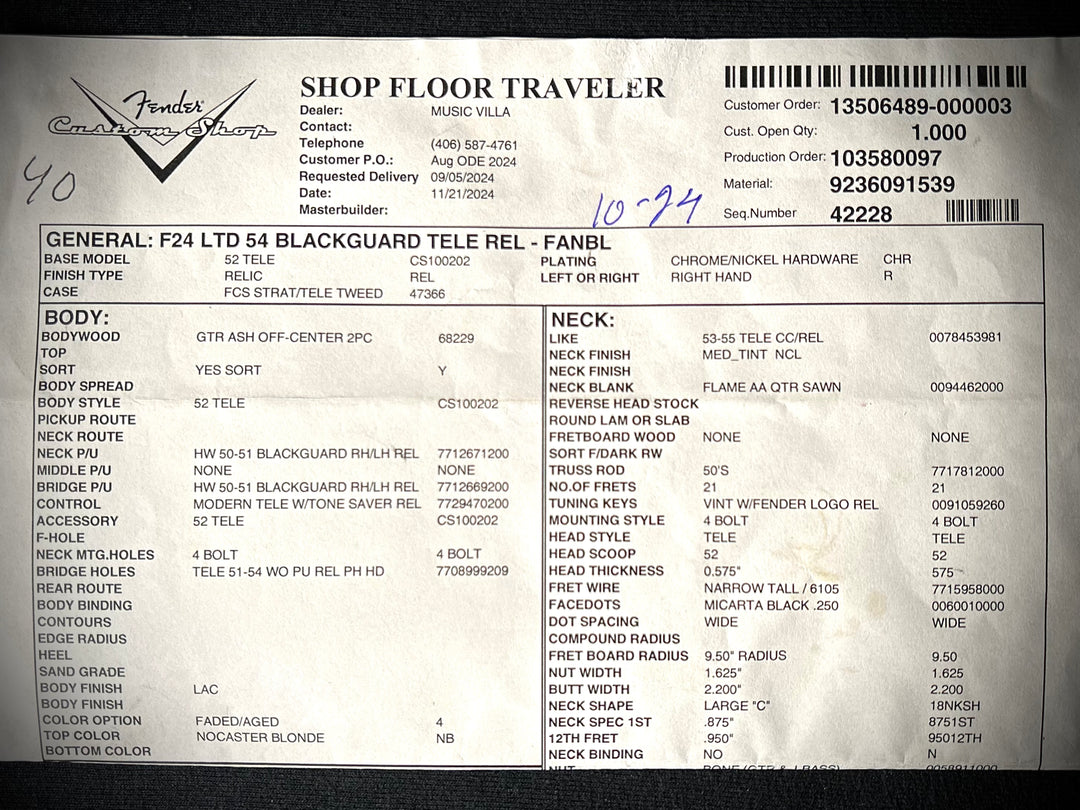 Fender
Custom Shop
40
SHOP FLOOR TRAVELER
Dealer: MUSIC VILLA
Contact:
Telephone (406) 587-4761
Customer P.O.: Aug ODE 2024
Requested Delivery 09/05/2024
Date: 11/21/2024
Masterbuilder:
10-24
Customer Order: 13506489-000003
Cust. Open Qty: 1.000
Production Order: 103580097
Material: 9236091539
Seq.Number 42228
GENERAL: F24 LTD 54 BLACKGUARD TELE REL - FANBL
BASE MODEL 52 TELE CS100202 PLATING CHROME/NICKEL HARDWARE CHR
FINISH TYPE RELIC REL LEFT OR RIGHT RIGHT HAND R
CASE FCS STRAT/TELE TWEED 47366
BODY:
BODYWOOD GTR ASH OFF-CENTER 2PC 68229
TOP
SORT YES SORT Y
BODY SPREAD
BODY STYLE 52 TELE CS100202
PICKUP ROUTE
NECK ROUTE
NECK P/U HW 50-51 BLACKGUARD RH/LH REL 7712671200
MIDDLE P/U NONE NONE
BRIDGE P/U HW 50-51 BLACKGUARD RH/LH REL 7712669200
CONTROL MODERN TELE W/TONE SAVER REL 7729470200
ACCESSORY 52 TELE CS100202
F-HOLE
NECK MTG.HOLES 4 BOLT 4 BOLT
BRIDGE HOLES TELE 51-54 WO PU REL PH HD 7708999209
REAR ROUTE
BODY BINDING
CONTOURS
EDGE RADIUS
HEEL
SAND GRADE
BODY FINISH LAC
BODY FINISH
COLOR OPTION FADED/AGED 4
TOP COLOR NOCASTER BLONDE NB
BOTTOM COLOR
NECK:
LIKE 53-55 TELE CC/REL 0078453981
NECK FINISH MED_TINT NCL
NECK FINISH
NECK BLANK FLAME AA QTR SAWN 0094462000
REVERSE HEAD STOCK
ROUND LAM OR SLAB
FRETBOARD WOOD NONE NONE
SORT F/DARK RW
TRUSS ROD 50'S 7717812000
NO.OF FRETS 21 21
TUNING KEYS VINT W/FENDER LOGO REL 0091059260
MOUNTING STYLE 4 BOLT 4 BOLT
HEAD STYLE TELE TELE
HEAD SCOOP 52 52
HEAD THICKNESS 0.575" 575
FRET WIRE NARROW TALL / 6105 7715958000
FACEDOTS MICARTA BLACK .250 0060010000
DOT SPACING WIDE WIDE
COMPOUND RADIUS
FRET BOARD RADIUS 9.50" RADIUS 9.50
NUT WIDTH 1.625" 1.625
BUTT WIDTH 2.200" 2.200
NECK SHAPE LARGE "C" 18NKSH
NECK SPEC 1ST .875" 8751ST
12TH FRET .950" 95012TH
NECK BINDING NO N
NUT BONE (GTR & J BASS) 0058911000